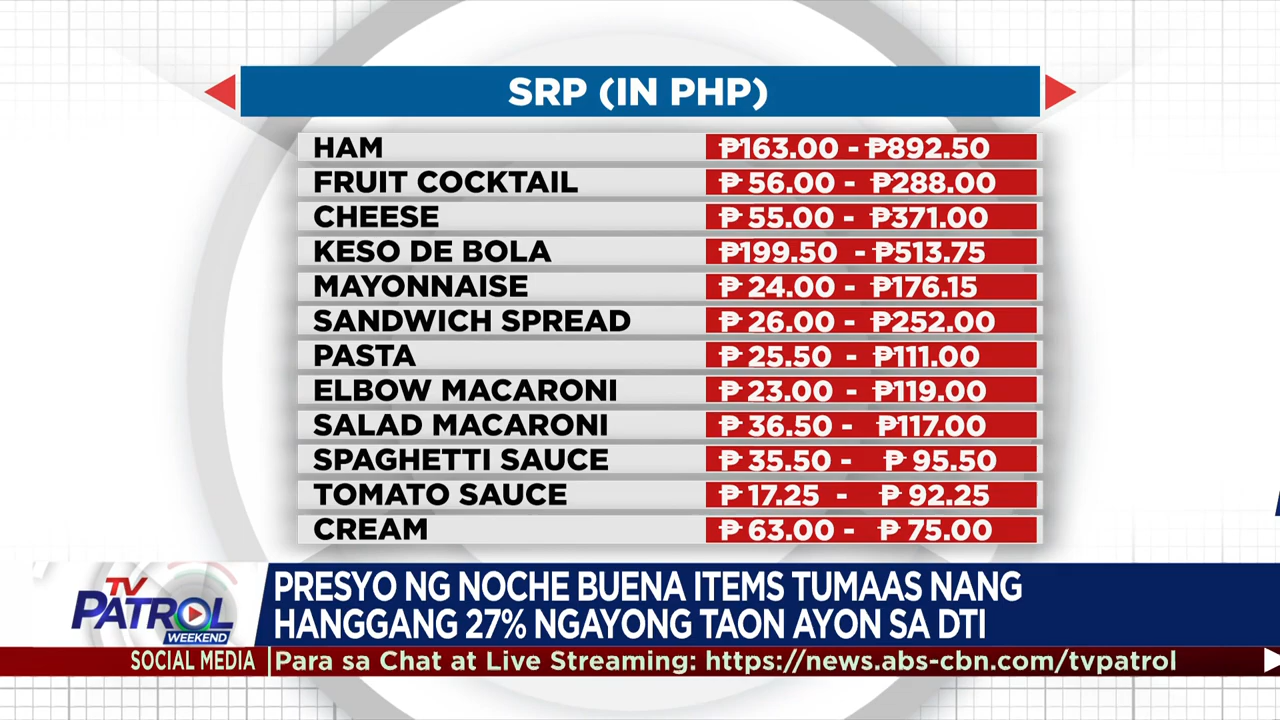 SRP (IN PHP)
HAM ₱163.00 - ₱892.50
FRUIT COCKTAIL ₱ 56.00 - ₱288.00
CHEESE ₱ 55.00 - ₱371.00
KESO DE BOLA ₱199.50 - ₱513.75
MAYONNAISE ₱ 24.00 - ₱176.15
SANDWICH SPREAD ₱ 26.00 - ₱252.00
PASTA ₱ 25.50 - ₱111.00
ELBOW MACARONI ₱ 23.00 - ₱119.00
SALAD MACARONI ₱ 36.50 - ₱117.00
SPAGHETTI SAUCE ₱ 35.50 - ₱ 95.50
TOMATO SAUCE ₱ 17.25 - ₱ 92.25
CREAM ₱ 63.00 - ₱ 75.00
TV PATROL WEEKEND
PRESYO NG NOCHE BUENA ITEMS TUMAAS NANG
HANGGANG 27% NGAYONG TAON AYON SA DTI
SOCIAL MEDIA Para sa Chat at Live Streaming: https://news.abs-cbn.com/tvpatrol